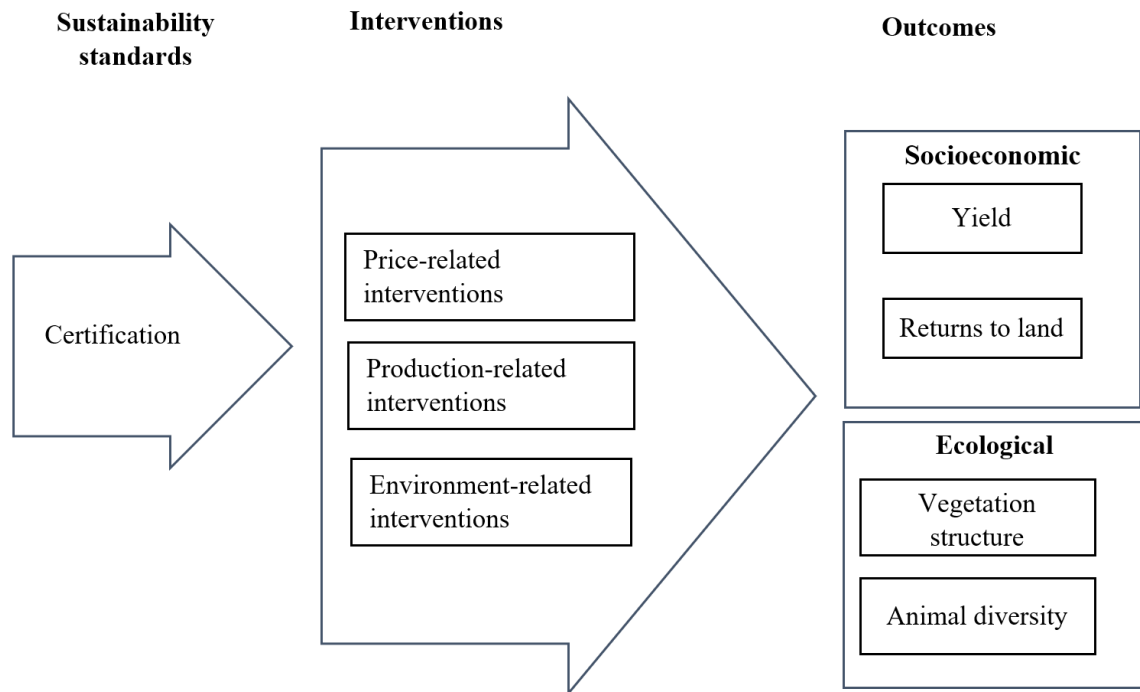 Sustainability
standards
Interventions
Outcomes
Certification
Price-related
interventions
Production-related
interventions
Environment-related
interventions
Socioeconomic
Yield
Returns to land
Ecological
Vegetation
structure
Animal diversity